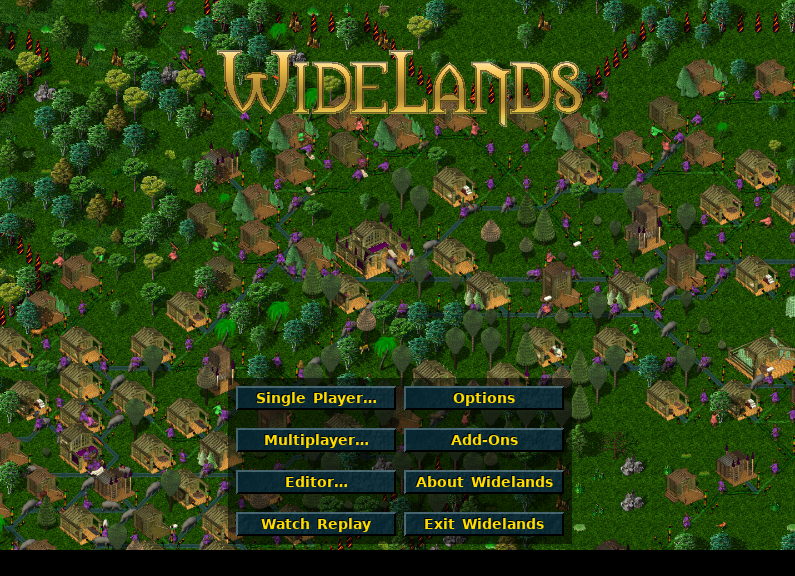 WIDELANDS
Single Player...
Options
Multiplayer...
Add-Ons
Editor...
About Widelands
Watch Replay
Exit Widelands